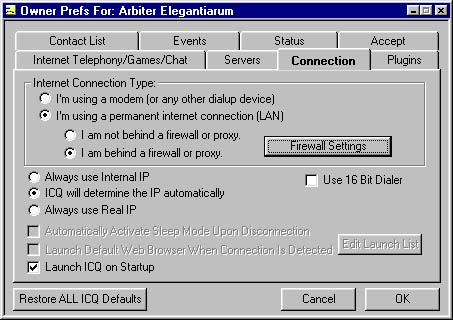 Owner Prefs For: Arbiter Elegantiarum
Contact List Events Status Accept
Internet Telephony/Games/Chat Servers Connection Plugins
Internet Connection Type:
I'm using a modem (or any other dialup device)
I'm using a permanent internet connection (LAN)
I am not behind a firewall or proxy.
I am behind a firewall or proxy. Firewall Settings
Always use Internal IP
ICQ will determine the IP automatically Use 16 Bit Dialer
Always use Real IP
Automatically Activate Sleep Mode Upon Disconnection
Launch Default Web Browser When Connection Is Detected Edit Launch List
Launch ICQ on Startup
Restore ALL ICQ Defaults Cancel OK